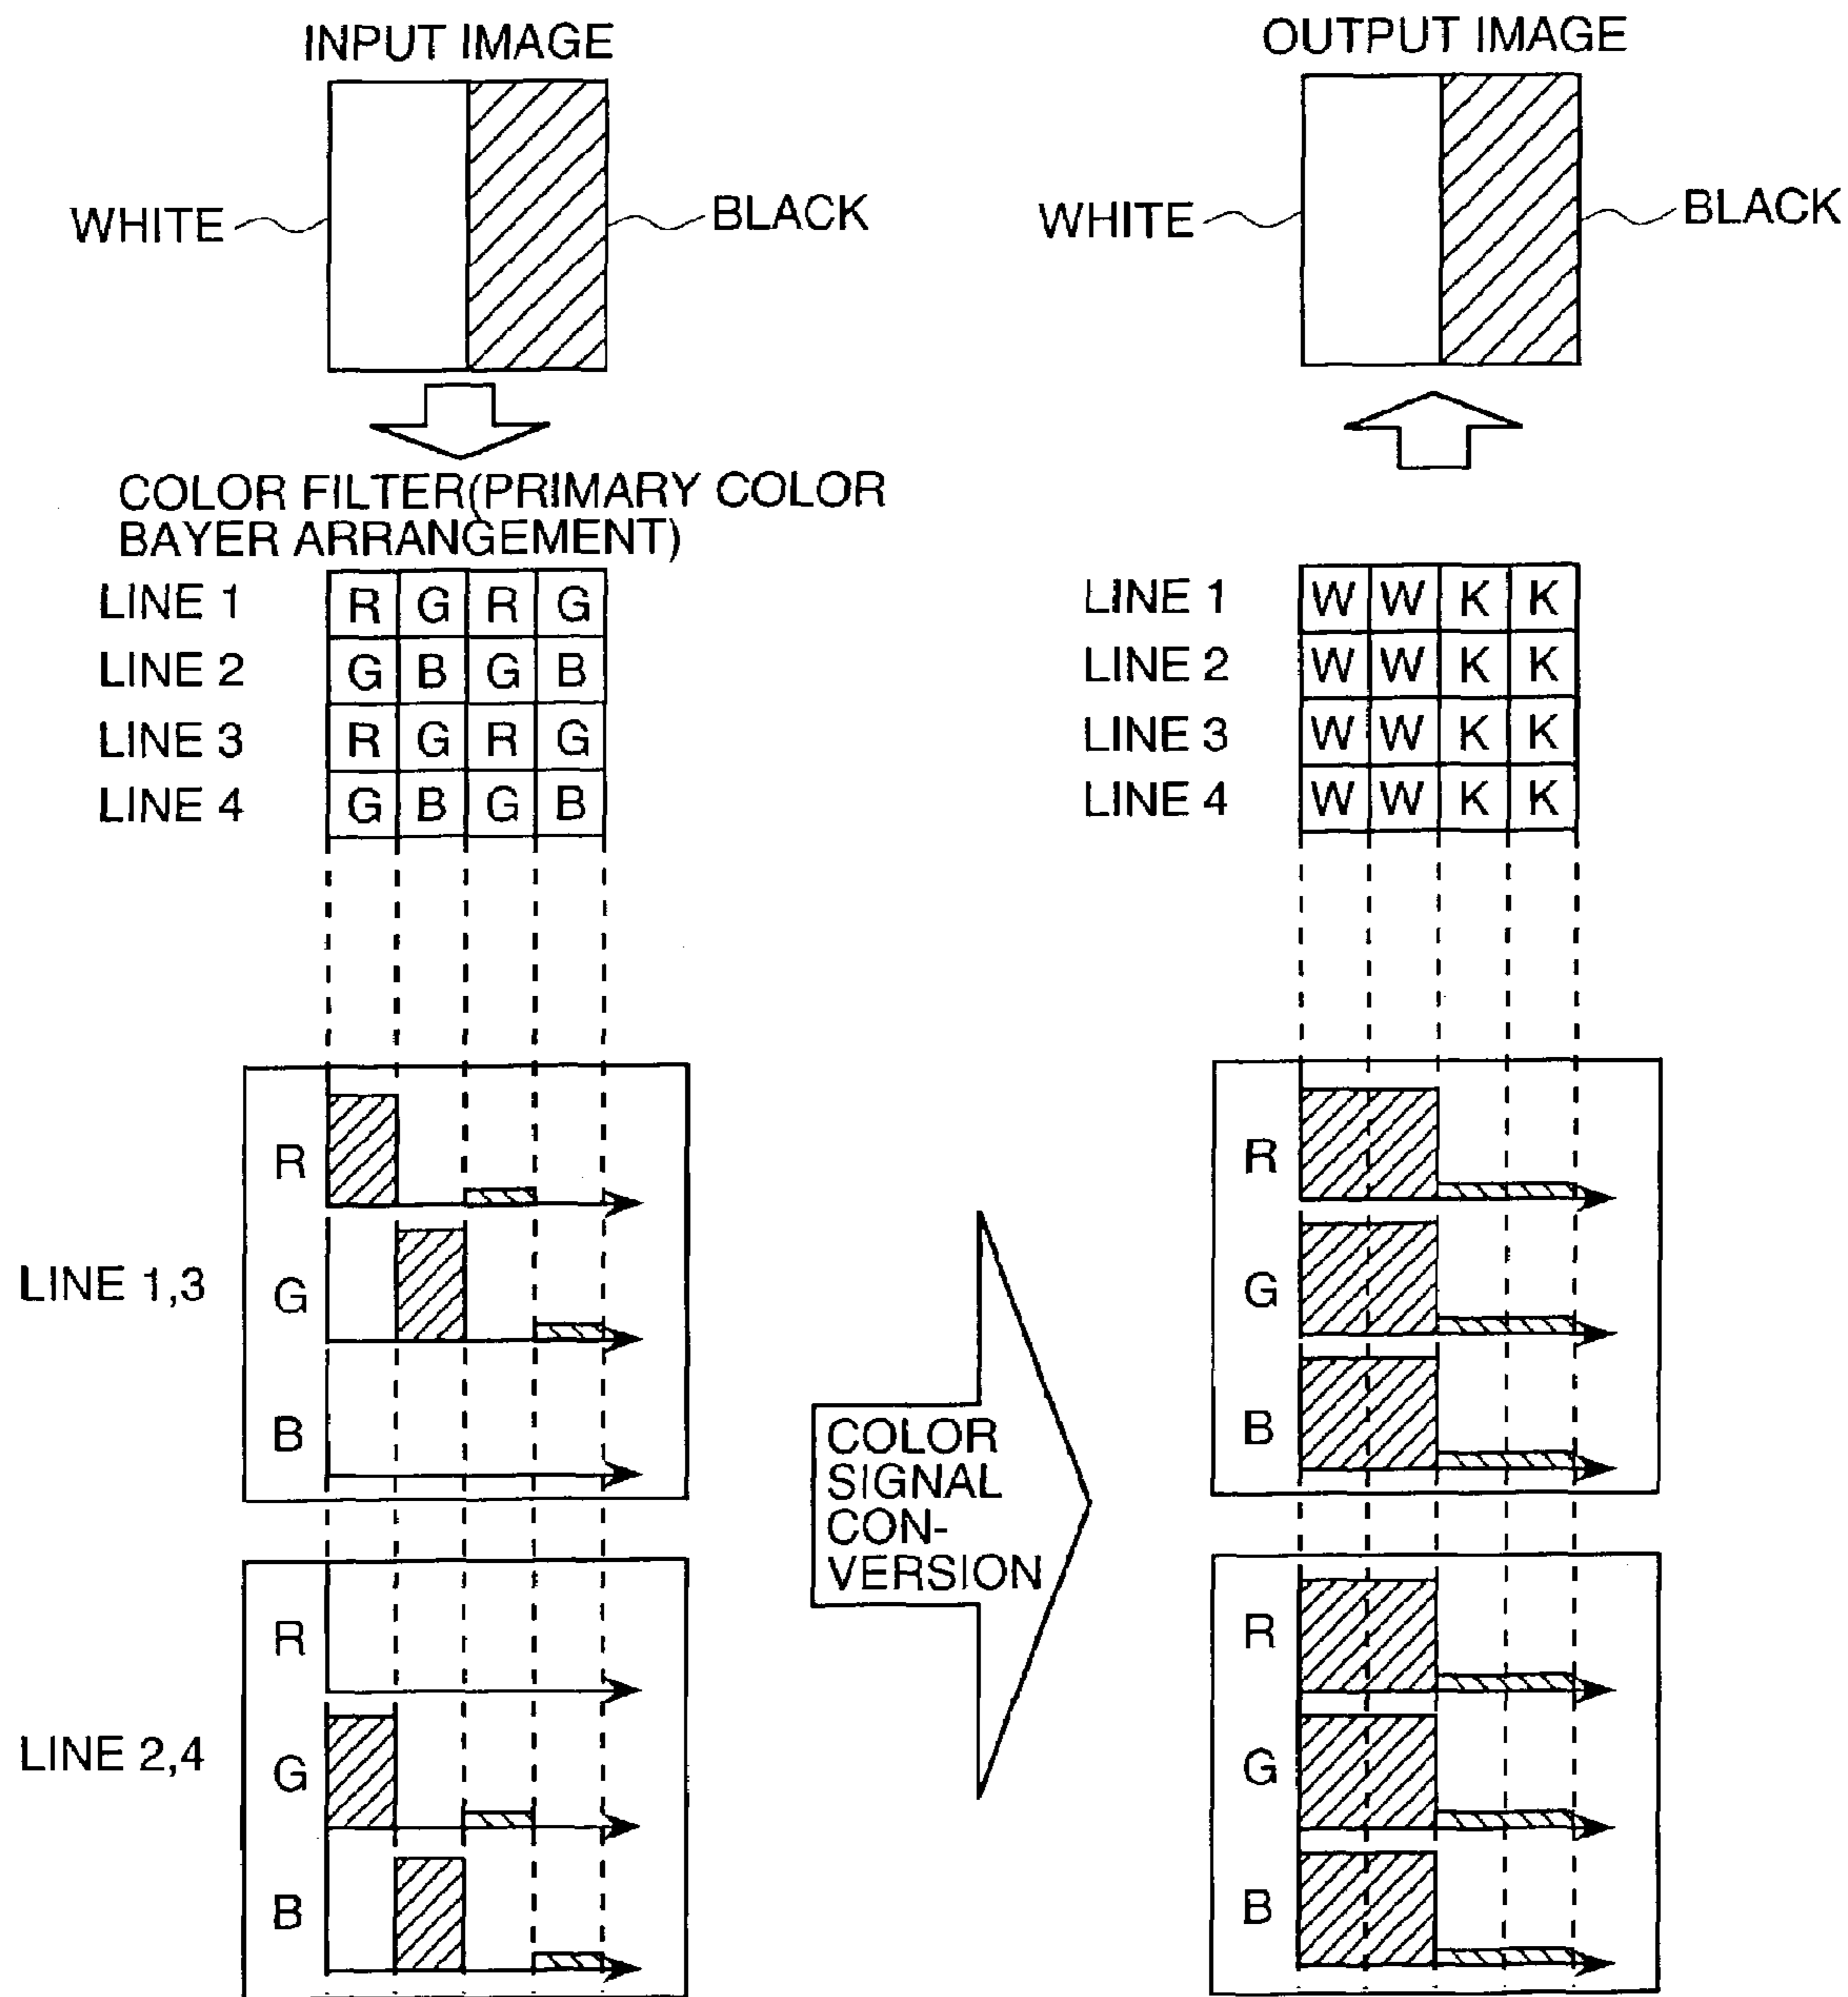 INPUT IMAGE
WHITE
BLACK
COLOR FILTER(PRIMARY COLOR
BAYER ARRANGEMENT)
LINE 1 R G R G
LINE 2 G B G B
LINE 3 R G R G
LINE 4 G B G B
LINE 1,3
R
G
B
LINE 2,4
R
G
B
COLOR
SIGNAL
CON-
VERSION
OUTPUT IMAGE
WHITE
BLACK
LINE 1 W W K K
LINE 2 W W K K
LINE 3 W W K K
LINE 4 W W K K
R
G
B
R
G
B